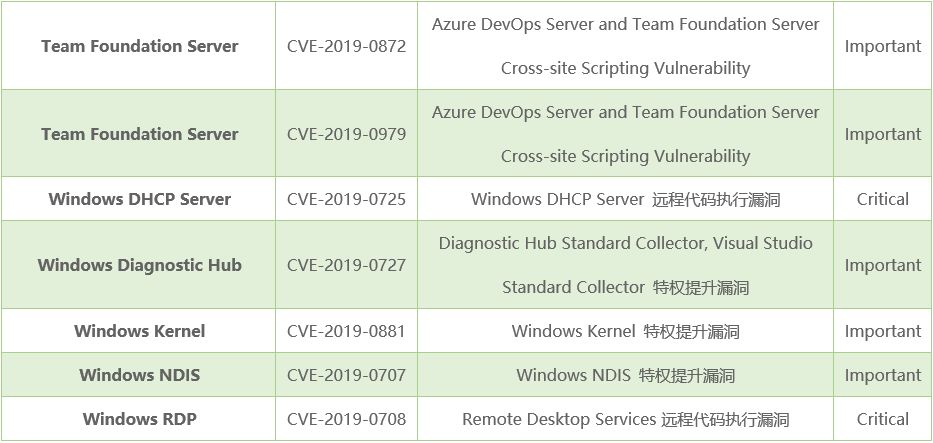 Azure DevOps Server and Team Foundation Server
Team Foundation Server CVE-2019-0872 Important
Cross-site Scripting Vulnerability
Azure DevOps Server and Team Foundation Server
Team Foundation Server CVE-2019-0979 Important
Cross-site Scripting Vulnerability
Windows DHCP Server CVE-2019-0725 Windows DHCP Server 远程代码执行漏洞 Critical
Diagnostic Hub Standard Collector, Visual Studio
Windows Diagnostic Hub CVE-2019-0727 Important
Standard Collector 特权提升漏洞
Windows Kernel CVE-2019-0881 Windows Kernel 特权提升漏洞 Important
Windows NDIS CVE-2019-0707 Windows NDIS 特权提升漏洞 Important
Windows RDP CVE-2019-0708 Remote Desktop Services 远程代码执行漏洞 Critical